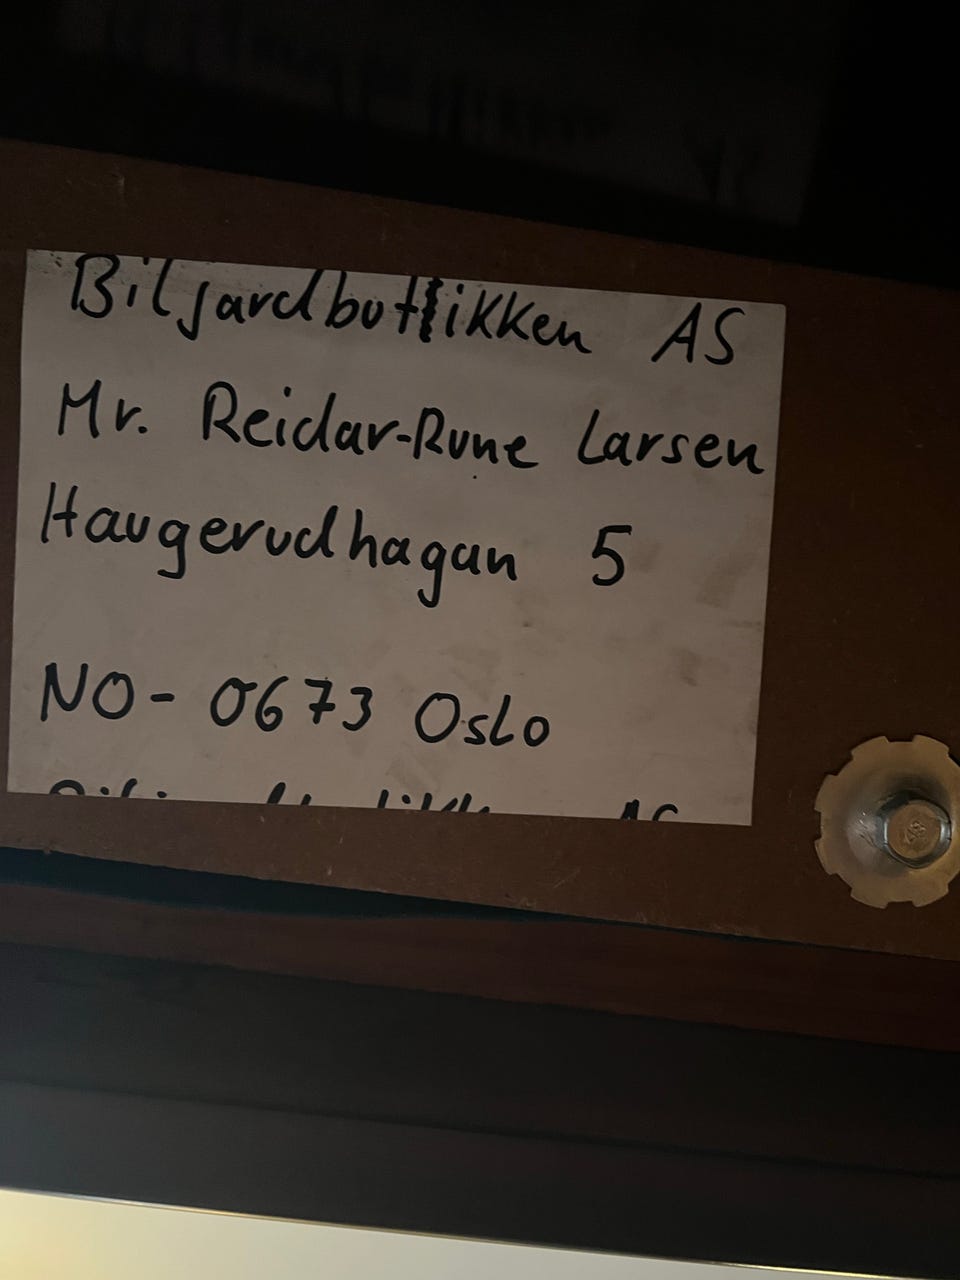 Biljardbutikken AS
Mr. Reidar-Rune Larsen
Haugerudhagan 5
NO- 0673 Oslo